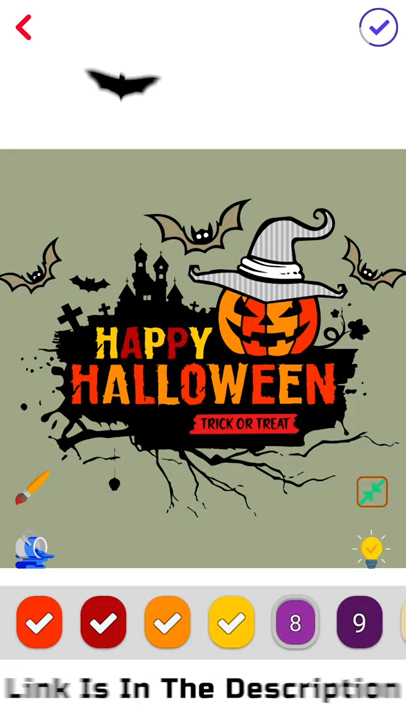 HAPPY
HALLOWEEN
TRICK OR TREAT
8 9
Link Is In The Description